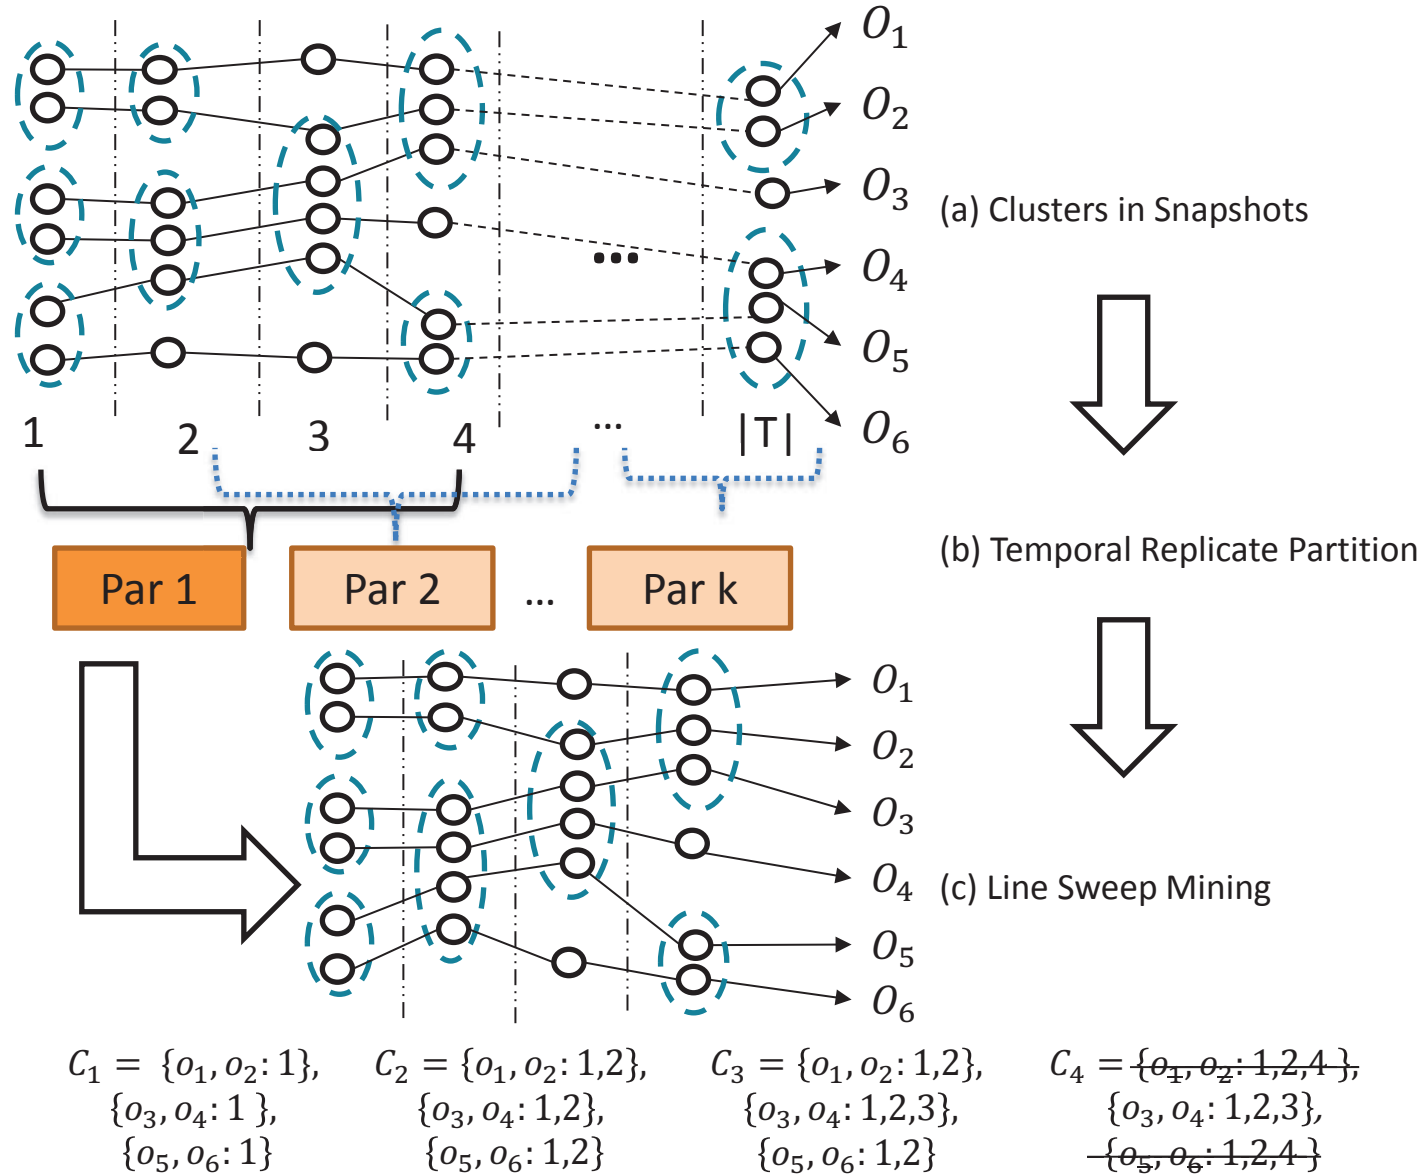 O₁
O₂
O₃
(a) Clusters in Snapshots
...
O₄
O₅
1 2 3 4 ... |T| O₆
(b) Temporal Replicate Partition
Par 1 Par 2 ... Par k
O₁
O₂
O₃
O₄
(c) Line Sweep Mining
O₅
O₆
C₁ = {o₁, o₂: 1}, C₂ = {o₁, o₂: 1,2}, C₃ = {o₁, o₂: 1,2}, C₄ = {o₁, o₂: 1,2,4 },
{o₃, o₄: 1 }, {o₃, o₄: 1,2}, {o₃, o₄: 1,2,3}, {o₃, o₄: 1,2,3},
{o₅, o₆: 1} {o₅, o₆: 1,2} {o₅, o₆: 1,2} {o₅, o₆: 1,2,4 }